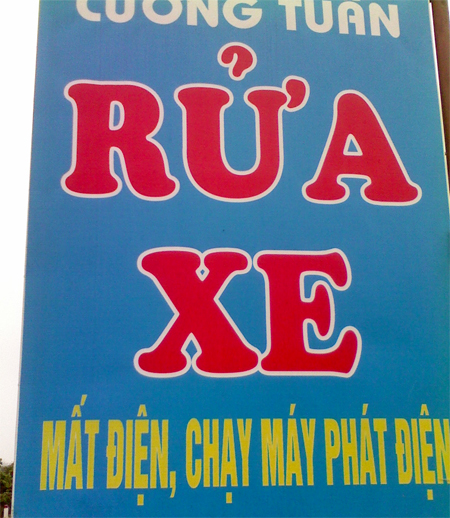 CƯỜNG TUẤN
RỬA
XE
MẤT ĐIỆN, CHẠY MÁY PHÁT ĐIỆN